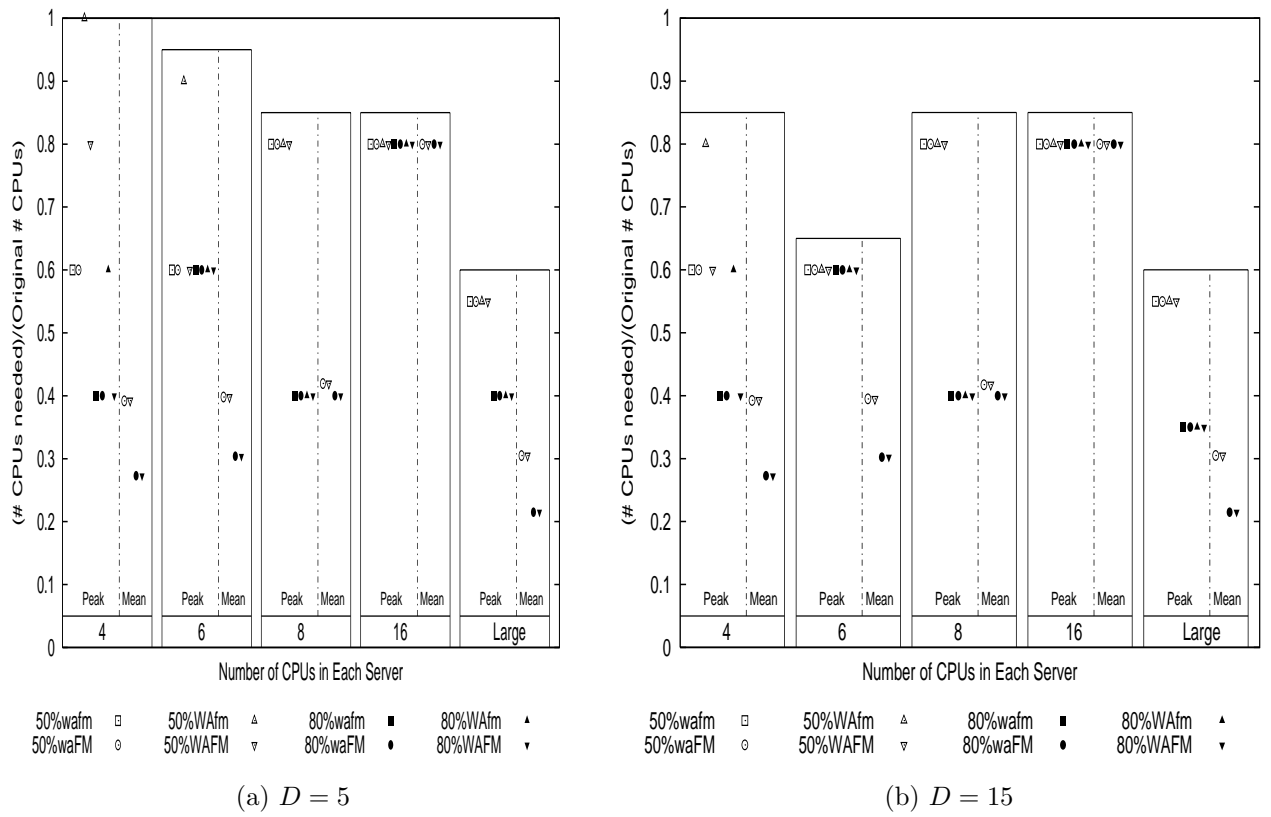 1
0.9
0.8
0.7
0.6
0.5
0.4
0.3
0.2
0.1
0
(# CPUs needed)/(Original # CPUs)
Peak Mean Peak Mean Peak Mean Peak Mean Peak Mean
4 6 8 16 Large
Number of CPUs in Each Server
50%wafm 50%WAfm 80%wafm 80%WAfm
50%waFM 50%WAFM 80%waFM 80%WAFM
(a) D = 5
1
0.9
0.8
0.7
0.6
0.5
0.4
0.3
0.2
0.1
0
(# CPUs needed)/(Original # CPUs)
Peak Mean Peak Mean Peak Mean Peak Mean Peak Mean
4 6 8 16 Large
Number of CPUs in Each Server
50%wafm 50%WAfm 80%wafm 80%WAfm
50%waFM 50%WAFM 80%waFM 80%WAFM
(b) D = 15